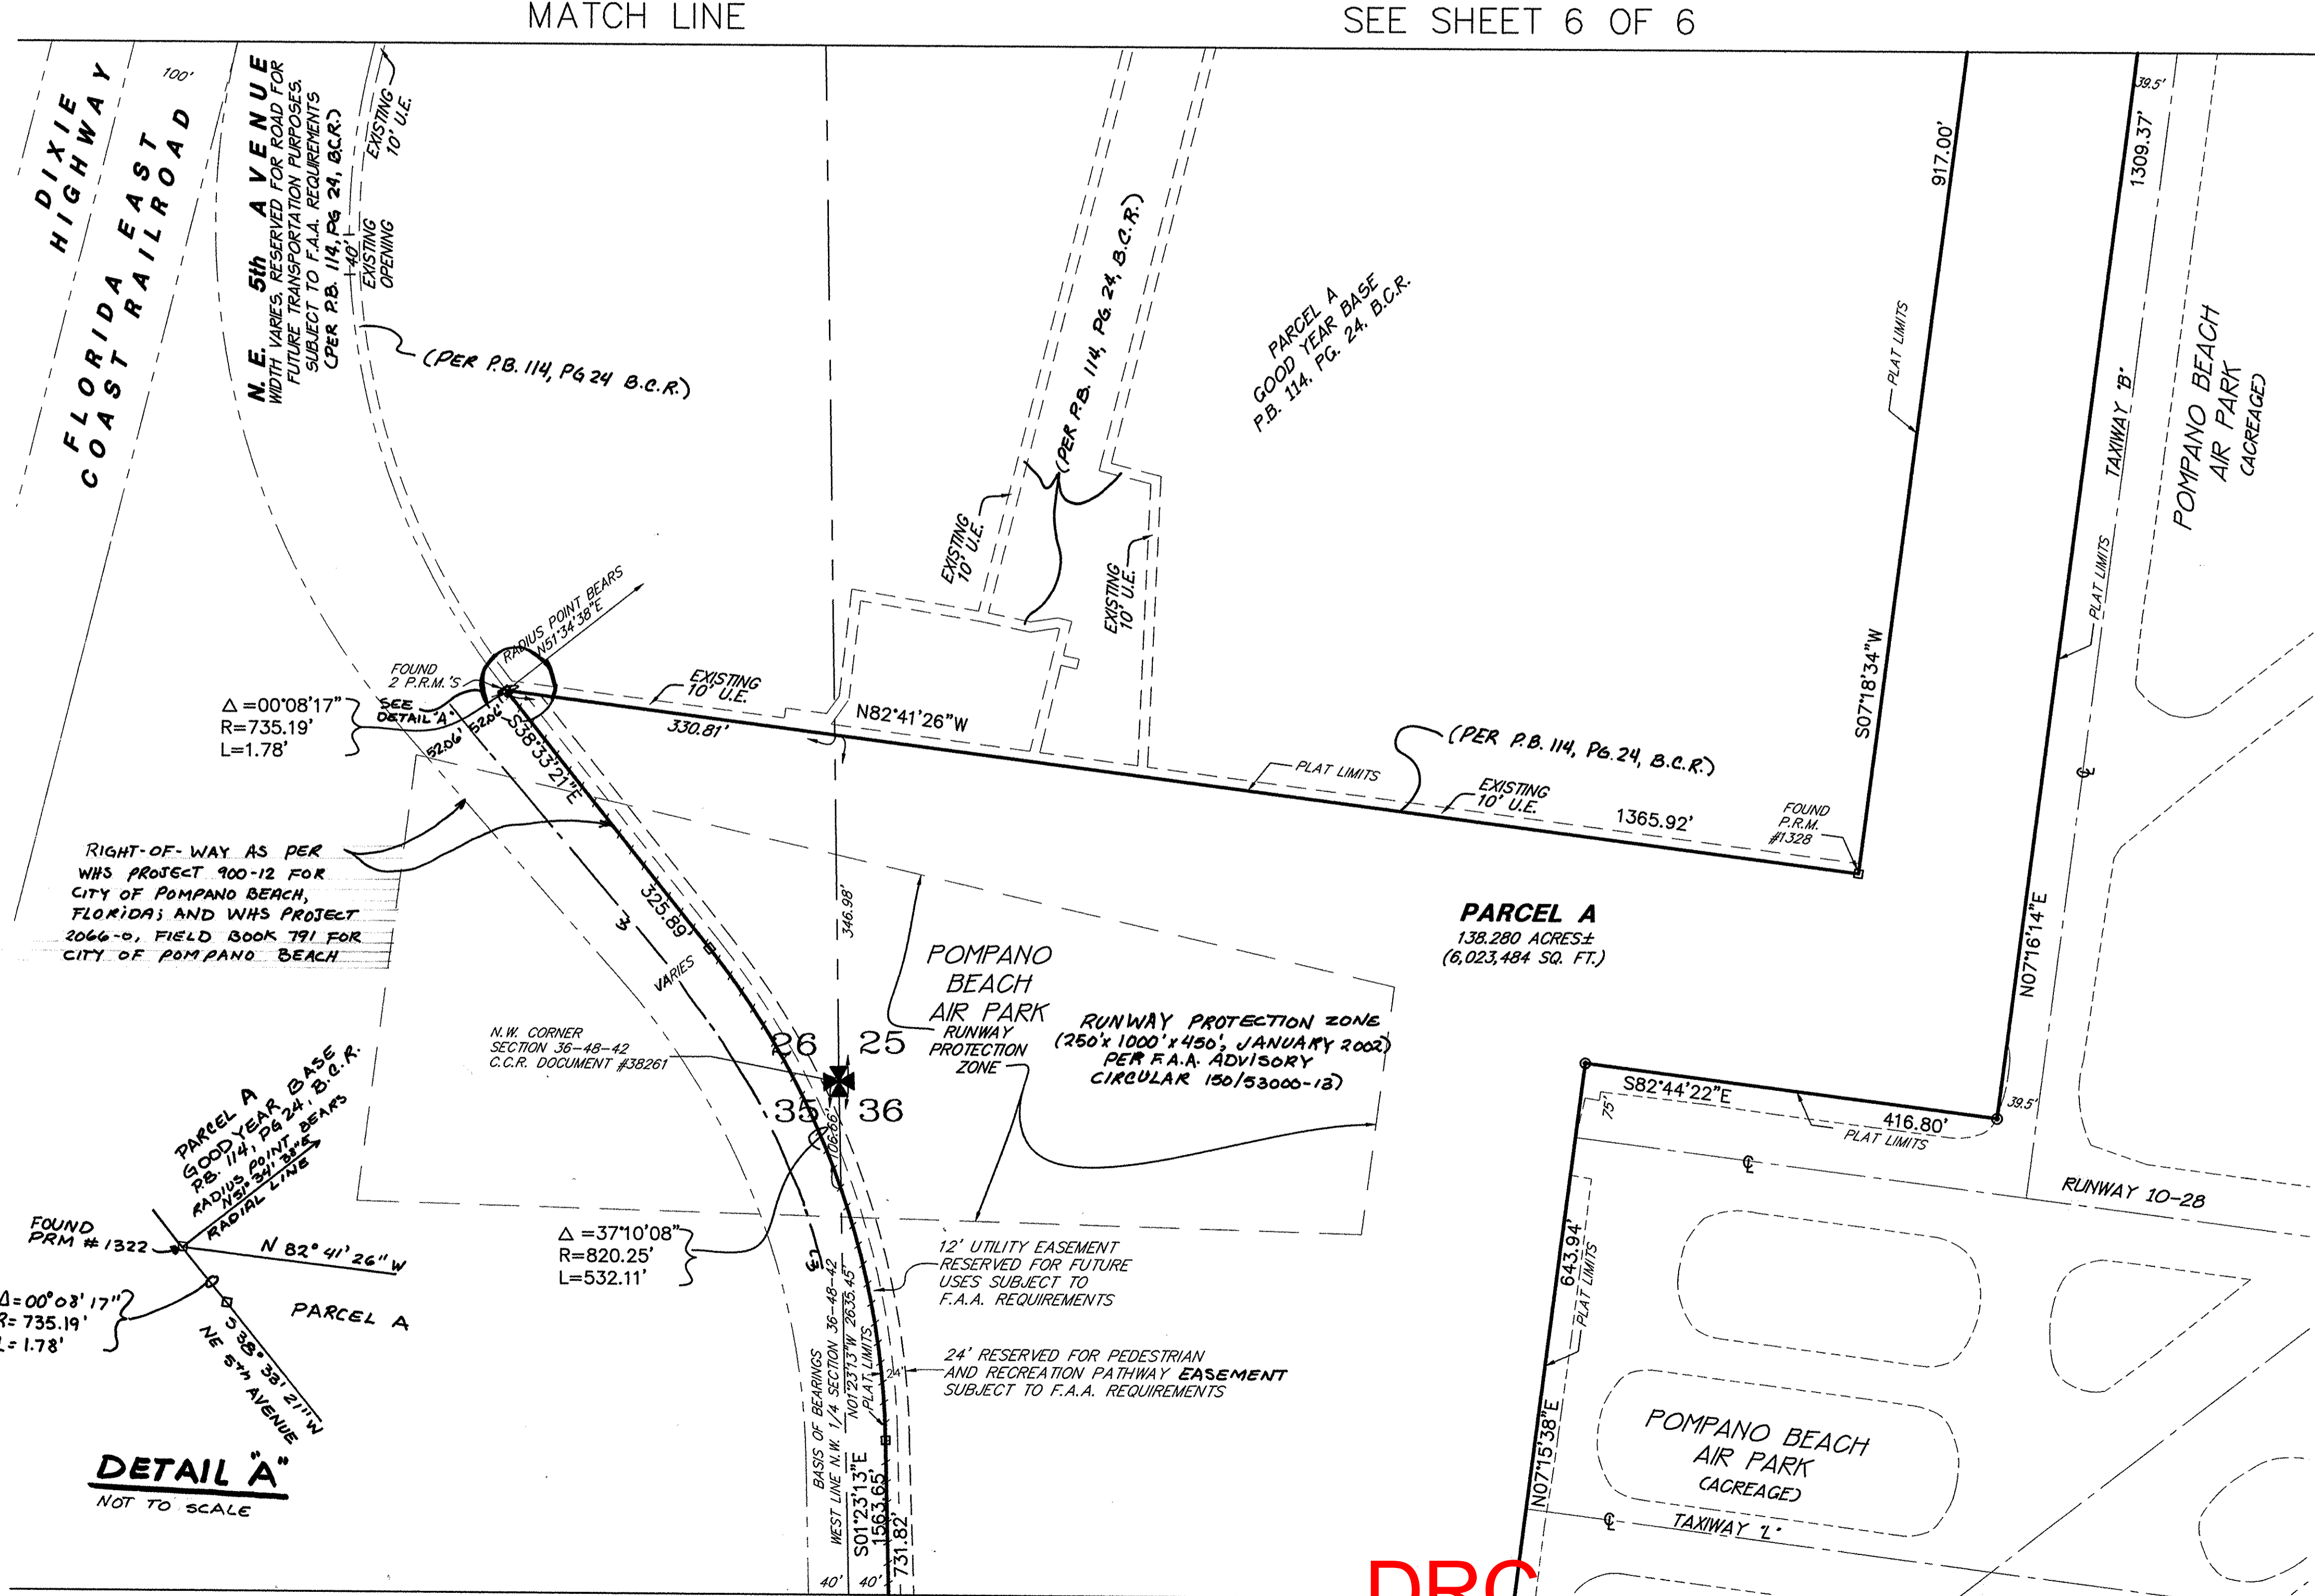 MATCH LINE
SEE SHEET 6 OF 6
DIXIE
HIGHWAY
100'
FLORIDA EAST
COAST RAILROAD
N. E. 5th AVENUE
WIDTH VARIES. RESERVED FOR ROAD FOR
FUTURE TRANSPORTATION PURPOSES.
SUBJECT TO F.A.A. REQUIREMENTS
(PER P.B. 114, PG 24, B.C.R.)
40'
EXISTING
10' U.E.
EXISTING
OPENING
(PER P.B. 114, PG 24 B.C.R.)
(PER P.B. 114, PG. 24, B.C.R.)
EXISTING
10' U.E.
EXISTING
10' U.E.
PARCEL A
GOOD YEAR BASE
P.B. 114, PG. 24, B.C.R.
917.00'
PLAT LIMITS
S07°18'34"W
39.5'
1309.37'
TAXIWAY "B"
PLAT LIMITS
N07°16'14"E
POMPANO BEACH
AIR PARK
(ACREAGE)
RADIUS POINT BEARS
N51°34'38"E
FOUND
2 P.R.M.'S
SEE
DETAIL "A"
Δ =00°08'17"
R=735.19'
L=1.78'
52.06'
52.06'
S38°33'21"E
325.89'
EXISTING
10' U.E.
330.81'
N82°41'26"W
PLAT LIMITS
(PER P.B. 114, PG. 24, B.C.R.)
EXISTING
10' U.E.
1365.92'
FOUND
P.R.M.
#1328
RIGHT-OF-WAY AS PER
WHS PROJECT 900-12 FOR
CITY OF POMPANO BEACH,
FLORIDA; AND WHS PROJECT
2066-0, FIELD BOOK 791 FOR
CITY OF POMPANO BEACH
VARIES
346.98'
PARCEL A
138.280 ACRES±
(6,023,484 SQ. FT.)
POMPANO
BEACH
AIR PARK
RUNWAY
PROTECTION
ZONE
RUNWAY PROTECTION ZONE
(250'x 1000'x 450', JANUARY 2002)
PER F.A.A. ADVISORY
CIRCULAR 150/53000-13)
N.W. CORNER
SECTION 36-48-42
C.C.R. DOCUMENT #38261
26
25
35
36
106.66'
S82°44'22"E
416.80'
PLAT LIMITS
75'
39.5'
RUNWAY 10-28
PARCEL A
GOOD YEAR BASE
P.B. 114, PG 24, B.C.R.
RADIUS POINT BEARS
N51°34'38"E
RADIAL LINE
FOUND
PRM #1322
N 82° 41' 26" W
Δ=00°08'17"
R=735.19'
L=1.78'
PARCEL A
S 38° 33' 21" W
NE 5TH AVENUE
DETAIL "A"
NOT TO SCALE
Δ =37°10'08"
R=820.25'
L=532.11'
12' UTILITY EASEMENT
RESERVED FOR FUTURE
USES SUBJECT TO
F.A.A. REQUIREMENTS
24' RESERVED FOR PEDESTRIAN
AND RECREATION PATHWAY EASEMENT
SUBJECT TO F.A.A. REQUIREMENTS
24'
BASIS OF BEARINGS
WEST LINE N.W. 1/4 SECTION 36-48-42
N01°23'13"W 2635.45'
PLAT LIMITS
S01°23'13"E
1563.65'
731.82'
40'
40'
643.94'
PLAT LIMITS
N07°15'38"E
POMPANO BEACH
AIR PARK
(ACREAGE)
TAXIWAY "L"
DRC